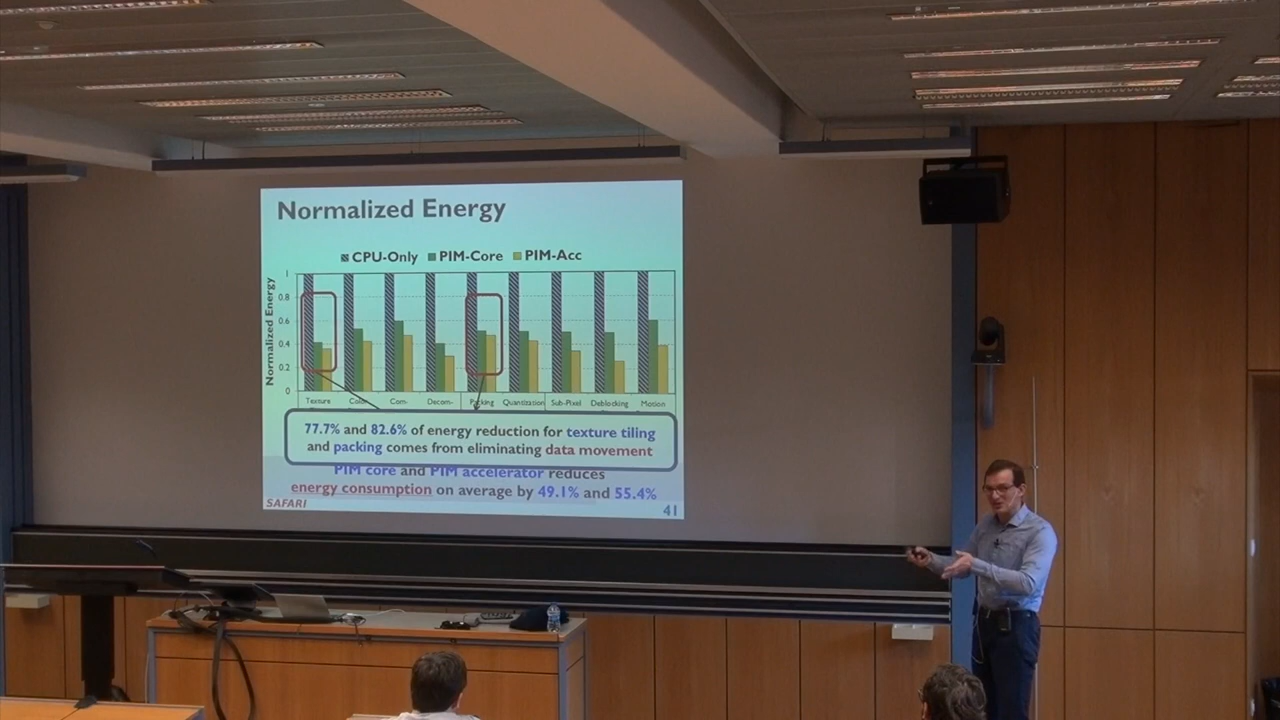 Normalized Energy
CPU-Only PIM-Core PIM-Acc
Normalized Energy
1
0.8
0.6
0.4
0.2
0
Texture Color Com- Decom- Packing Quantization Sub-Pixel Deblocking Motion
77.7% and 82.6% of energy reduction for texture tiling
and packing comes from eliminating data movement
PIM core and PIM accelerator reduces
energy consumption on average by 49.1% and 55.4%
SAFARI
41